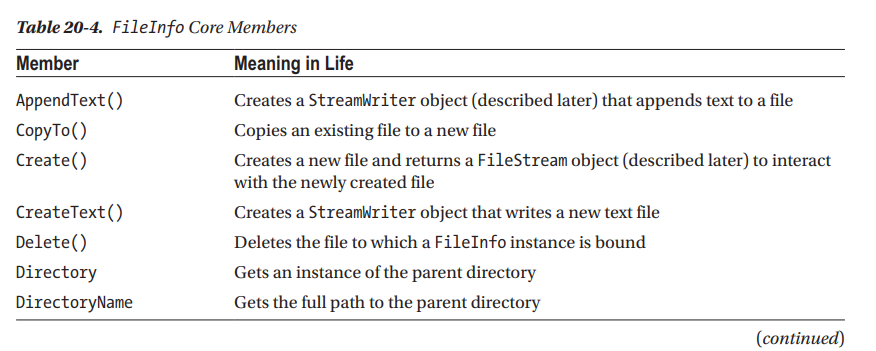 Table 20-4. FileInfo Core Members
Member Meaning in Life
AppendText() Creates a StreamWriter object (described later) that appends text to a file
CopyTo() Copies an existing file to a new file
Create() Creates a new file and returns a FileStream object (described later) to interact
with the newly created file
CreateText() Creates a StreamWriter object that writes a new text file
Delete() Deletes the file to which a FileInfo instance is bound
Directory Gets an instance of the parent directory
DirectoryName Gets the full path to the parent directory
(continued)